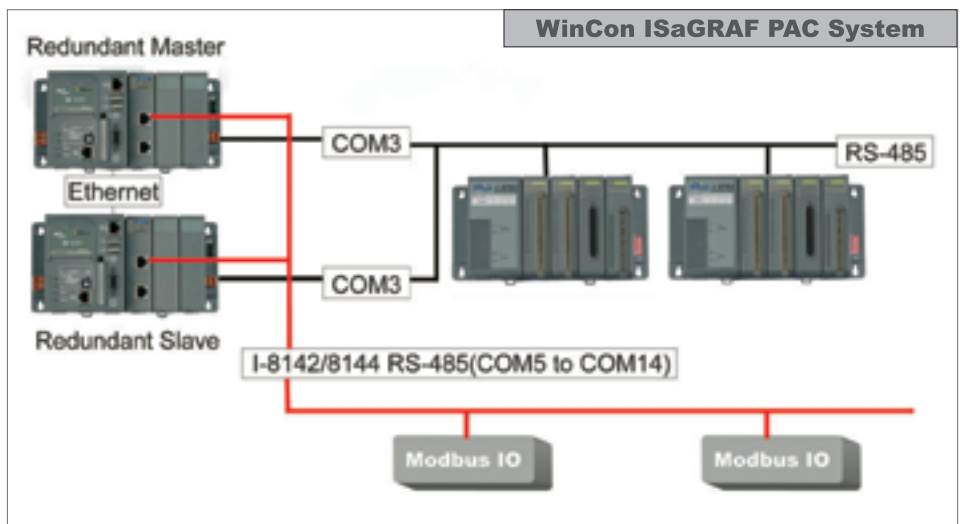 WinCon ISaGRAF PAC System
Redundant Master
COM3
RS-485
Ethernet
COM3
Redundant Slave
I-8142/8144 RS-485(COM5 to COM14)
Modbus IO
Modbus IO